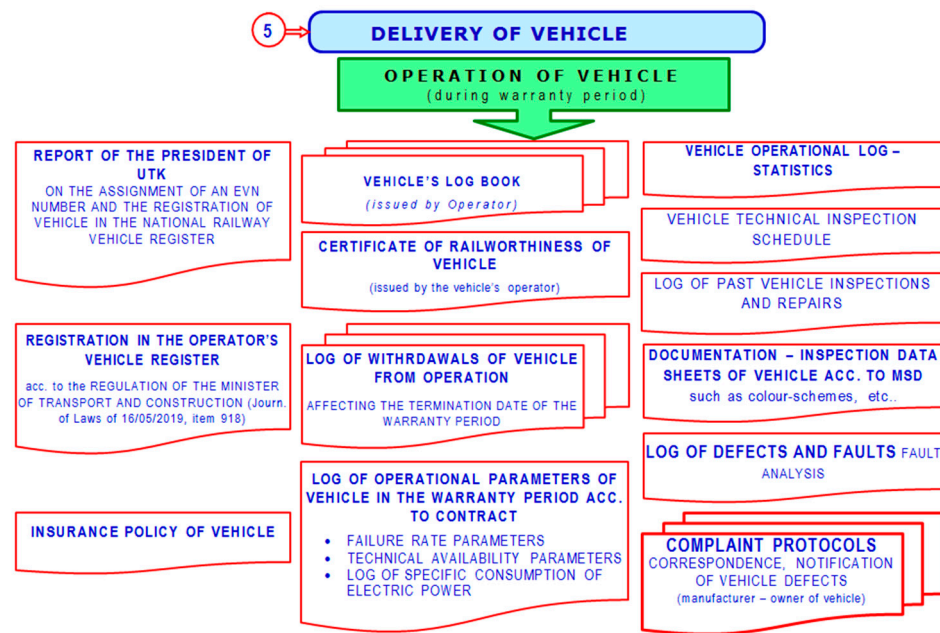 5
DELIVERY OF VEHICLE
OPERATION OF VEHICLE
(during warranty period)
REPORT OF THE PRESIDENT OF
UTK
ON THE ASSIGNMENT OF AN EVN
NUMBER AND THE REGISTRATION
OF VEHICLE IN THE NATIONAL RAILWAY
VEHICLE REGISTER
REGISTRATION IN THE OPERATOR'S
VEHICLE REGISTER
acc. to the REGULATION OF THE MINISTER
OF TRANSPORT AND CONSTRUCTION (Journ.
of Laws of 16/05/2019, item 918)
INSURANCE POLICY OF VEHICLE
VEHICLE'S LOG BOOK
(issued by Operator)
CERTIFICATE OF RAILWORTHINESS OF
VEHICLE
(issued by the vehicle's operator)
LOG OF WITHRDAWALS OF VEHICLE
FROM OPERATION
AFFECTING THE TERMINATION DATE OF THE
WARRANTY PERIOD
LOG OF OPERATIONAL PARAMETERS OF
VEHICLE IN THE WARRANTY PERIOD ACC.
TO CONTRACT
• FAILURE RATE PARAMETERS
• TECHNICAL AVAILABILITY PARAMETERS
• LOG OF SPECIFIC CONSUMPTION OF
ELECTRIC POWER
VEHICLE OPERATIONAL LOG –
STATISTICS
VEHICLE TECHNICAL INSPECTION
SCHEDULE
LOG OF PAST VEHICLE INSPECTIONS
AND REPAIRS
DOCUMENTATION – INSPECTION DATA
SHEETS OF VEHICLE ACC. TO MSD
such as colour-schemes, etc..
LOG OF DEFECTS AND FAULTS FAULT
ANALYSIS
COMPLAINT PROTOCOLS
CORRESPONDENCE, NOTIFICATION
OF VEHICLE DEFECTS
(manufacturer – owner of vehicle)